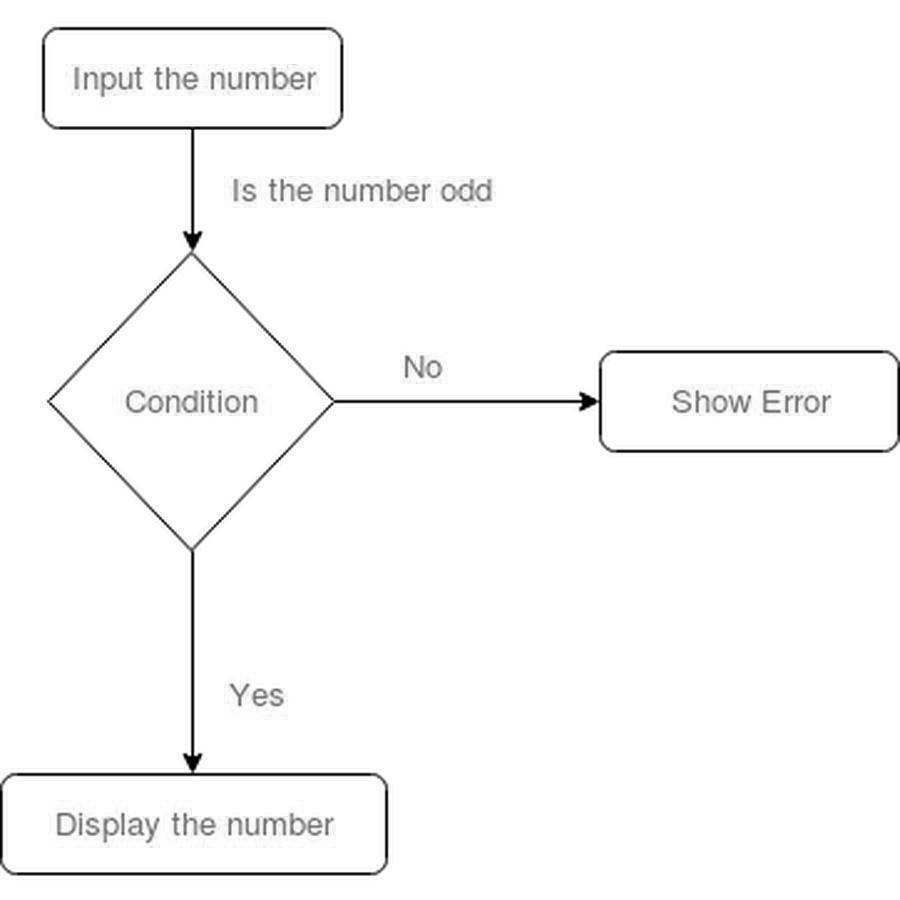 Input the number
Is the number odd
No
Condition
Show Error
Yes
Display the number